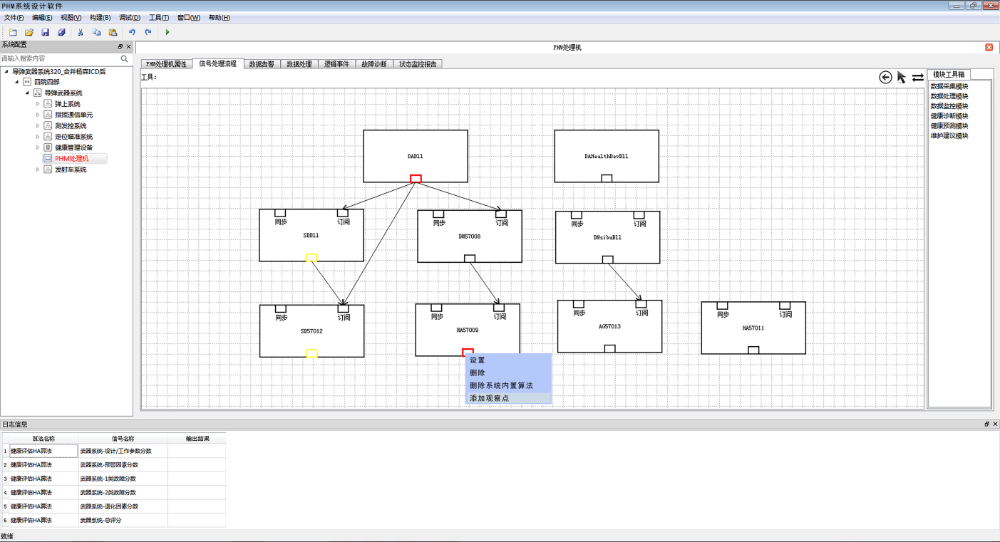 PHM系统设计软件
文件(F) 编辑(E) 视图(V) 构建(B) 调试(D) 工具(T) 窗口(W) 帮助(H)
系统配置
请输入搜索内容
导弹武器系统320_合并杨森ICD后
四院四部
导弹武器系统
弹上系统
指挥通信单元
测发控系统
定位瞄准系统
健康管理设备
PHM处理机
发射车系统
PHM处理机
PHM处理机属性 信号处理流程 数据告警 数据处理 逻辑事件 故障诊断 状态监控报告
工具:
DADll
DAHealthDevDll
同步 订阅
SDDll
同步 订阅
DW57008
同步 订阅
DWsibuDll
同步 订阅
SD57012
同步 订阅
HA57009
同步 订阅
AG57013
同步 订阅
HA57011
设置
删除
删除系统内置算法
添加观察点
模块工具箱
数据采集模块
数据处理模块
数据监控模块
健康诊断模块
健康预测模块
维护建议模块
日志信息
算法名称 信号名称 输出结果
1 健康评估HA算法 武器系统-设计/工作参数分数
2 健康评估HA算法 武器系统-预警因素分数
3 健康评估HA算法 武器系统-1类故障分数
4 健康评估HA算法 武器系统-2类故障分数
5 健康评估HA算法 武器系统-退化因素分数
6 健康评估HA算法 武器系统-总评分
就绪